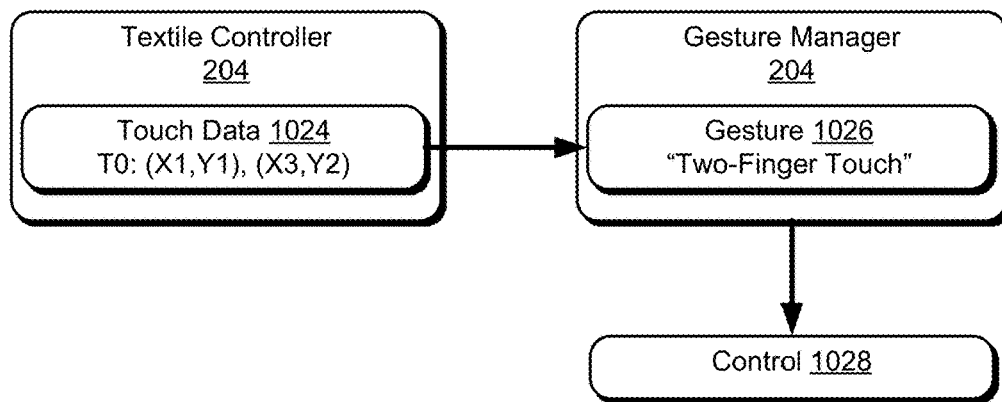 Textile Controller
204
Touch Data 1024
T0: (X1,Y1), (X3,Y2)
Gesture Manager
204
Gesture 1026
“Two-Finger Touch”
Control 1028